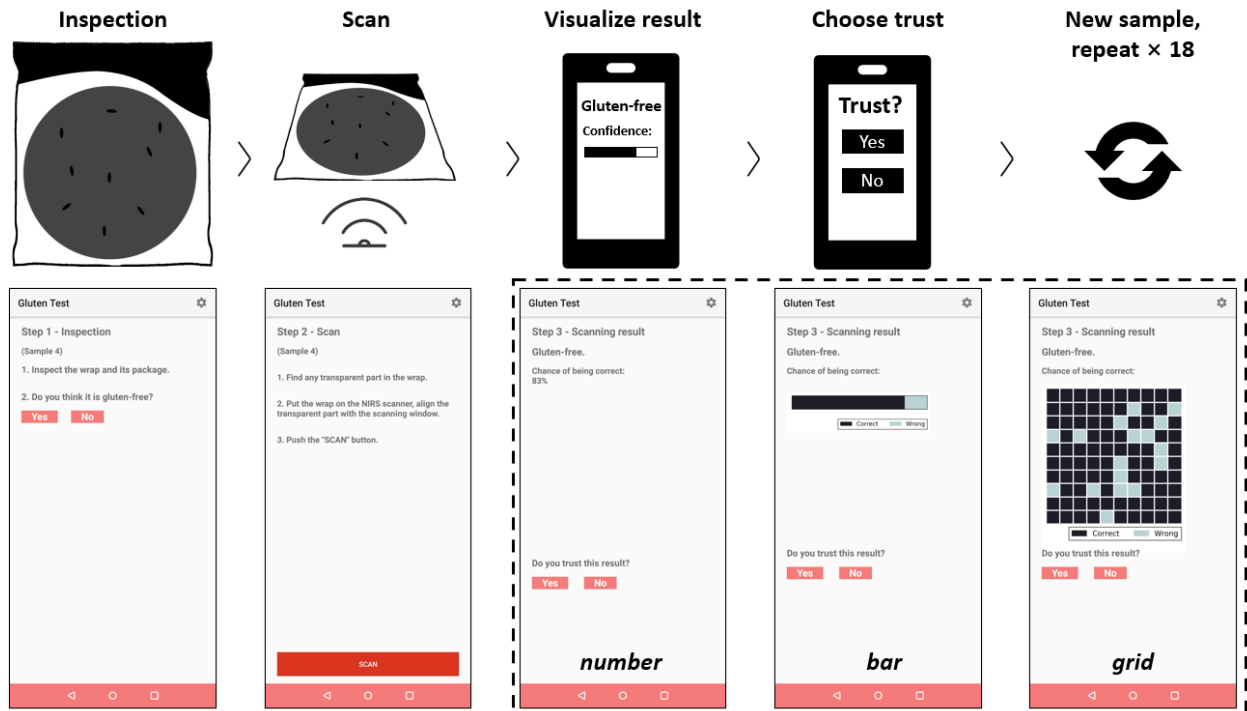 Inspection
Scan
Visualize result
Choose trust
New sample,
repeat × 18
Gluten-free
Confidence:
Trust?
Yes
No
Gluten Test
Step 1 - Inspection
(Sample 4)
1. Inspect the wrap and its package.
2. Do you think it is gluten-free?
Yes No
Gluten Test
Step 2 - Scan
(Sample 4)
1. Find any transparent part in the wrap.
2. Put the wrap on the NIRS scanner, align the
transparent part with the scanning window.
3. Push the "SCAN" button.
SCAN
Gluten Test
Step 3 - Scanning result
Gluten-free.
Chance of being correct:
83%
Do you trust this result?
Yes No
number
Gluten Test
Step 3 - Scanning result
Gluten-free.
Chance of being correct:
Correct Wrong
Do you trust this result?
Yes No
bar
Gluten Test
Step 3 - Scanning result
Gluten-free.
Chance of being correct:
Correct Wrong
Do you trust this result?
Yes No
grid